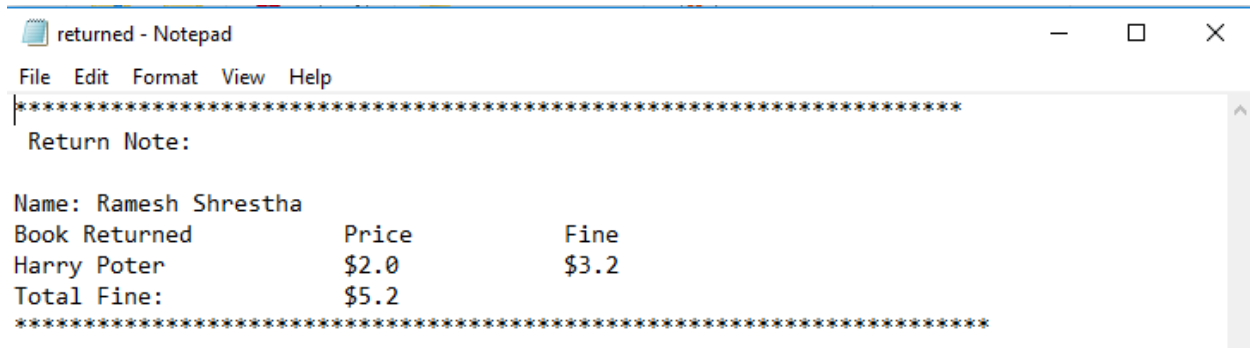 returned - Notepad
File Edit Format View Help
*********************************************************************
Return Note:
Name: Ramesh Shrestha
Book Returned Price Fine
Harry Poter $2.0 $3.2
Total Fine: $5.2
***********************************************************************